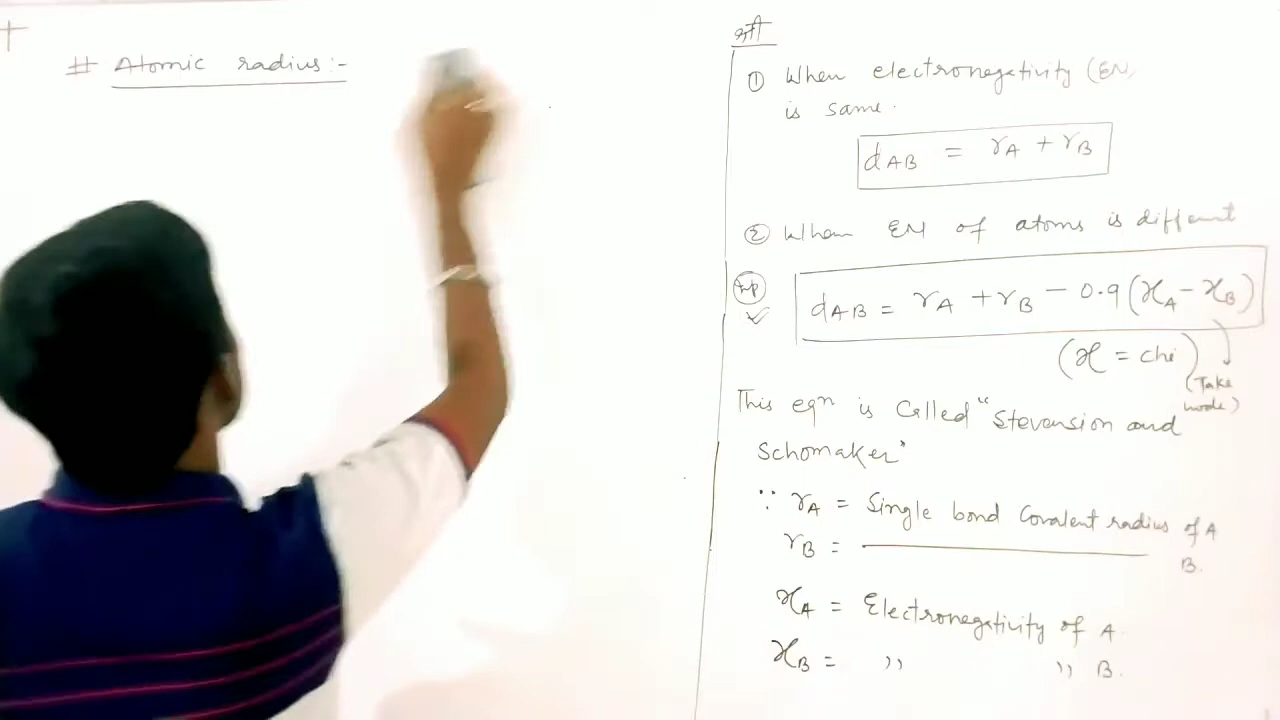 # Atomic radius :-
① When electronegativity (EN)
is same.
dAB = rA + rB
② When EN of atoms is different
Imp
dAB = rA + rB - 0.9 (χA - χB)
(χ = chi)
(Take
mode)
This eqn is called "Stevension and
Schomaker"
∵ rA = Single bond Covalent radius of A
rB = ———————— B.
χA = Electronegativity of A
χB = ,, ,, B.